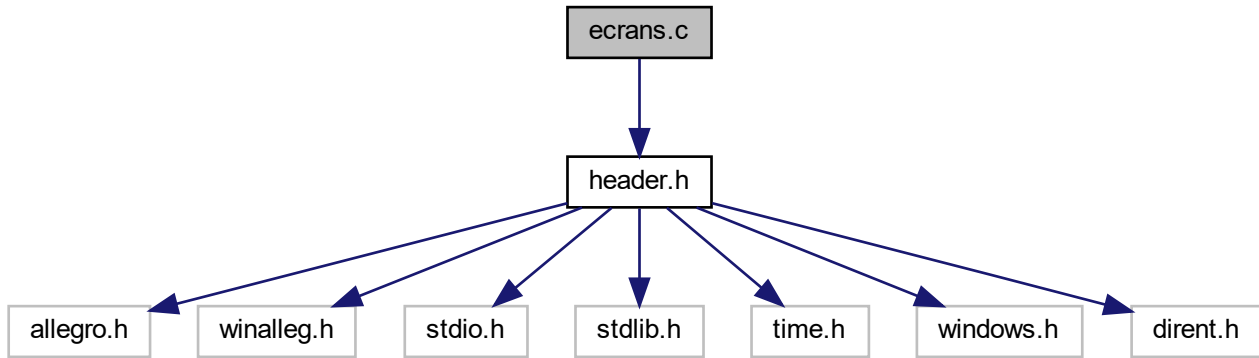 ecrans.c
header.h
allegro.h
winalleg.h
stdio.h
stdlib.h
time.h
windows.h
dirent.h